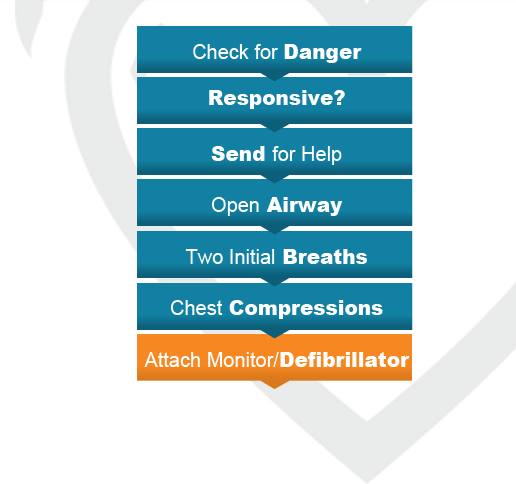 Check for Danger
Responsive?
Send for Help
Open Airway
Two Initial Breaths
Chest Compressions
Attach Monitor/Defibrillator